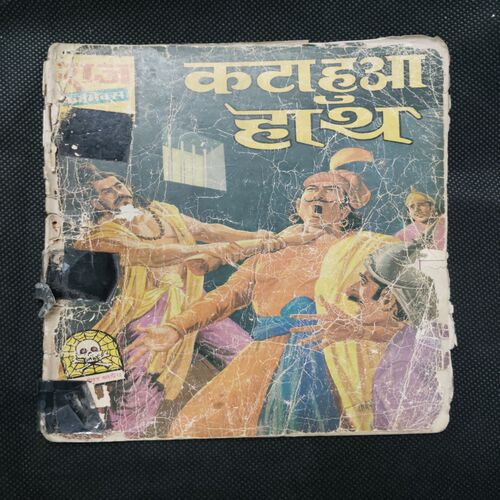 राज
कॉमिक्स
कटा हुआ
हाथ